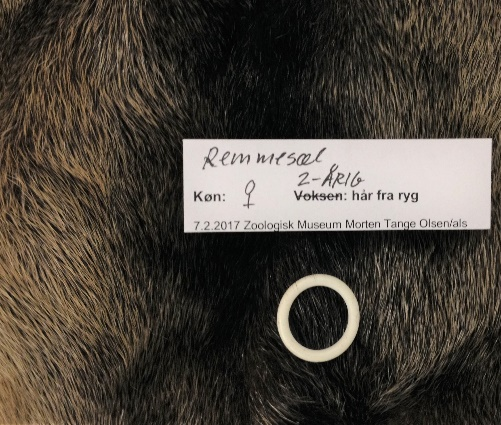 Remmesæl
2-ÅRIG
Køn: ♀ Voksen: hår fra ryg
7.2.2017 Zoologisk Museum Morten Tange Olsen/als